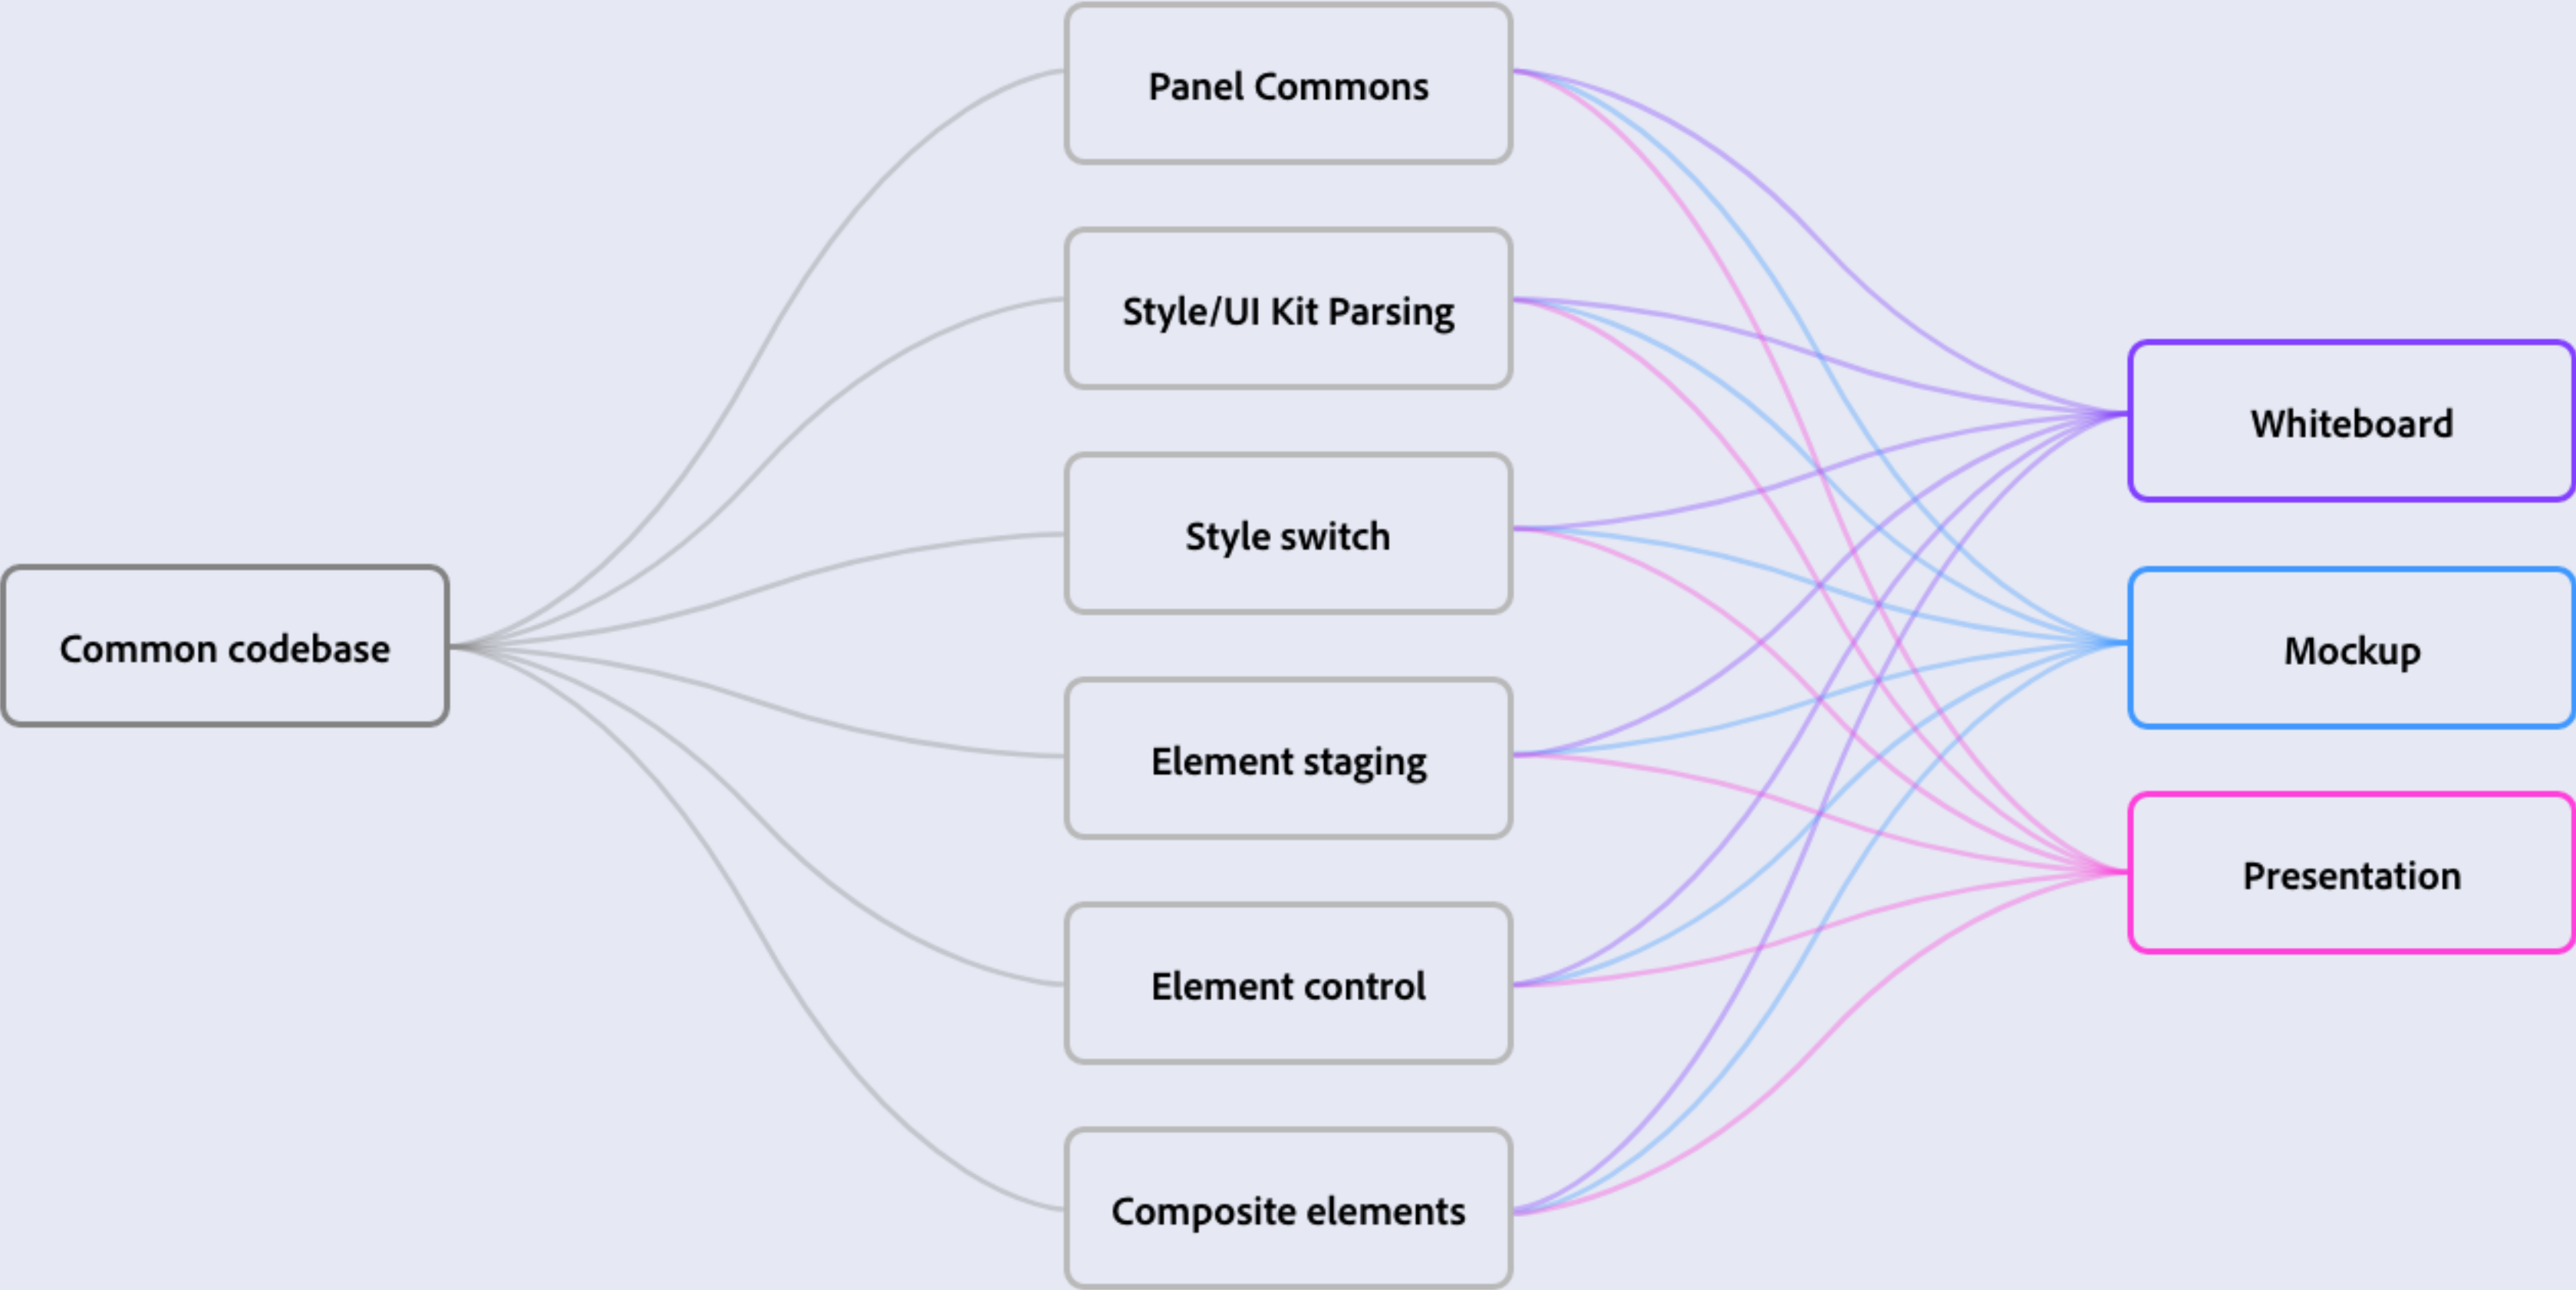 Common codebase
Panel Commons
Style/UI Kit Parsing
Style switch
Element staging
Element control
Composite elements
Whiteboard
Mockup
Presentation